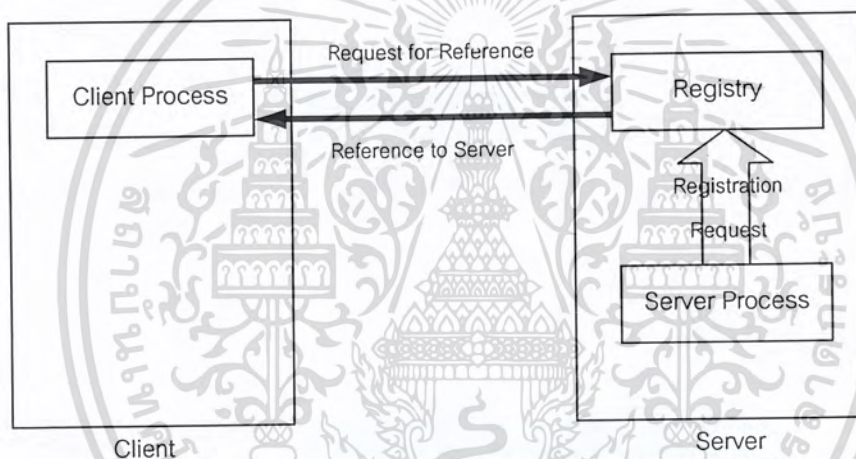 Request for Reference
Client Process
Registry
Reference to Server
Registration
Request
Server Process
Client
Server